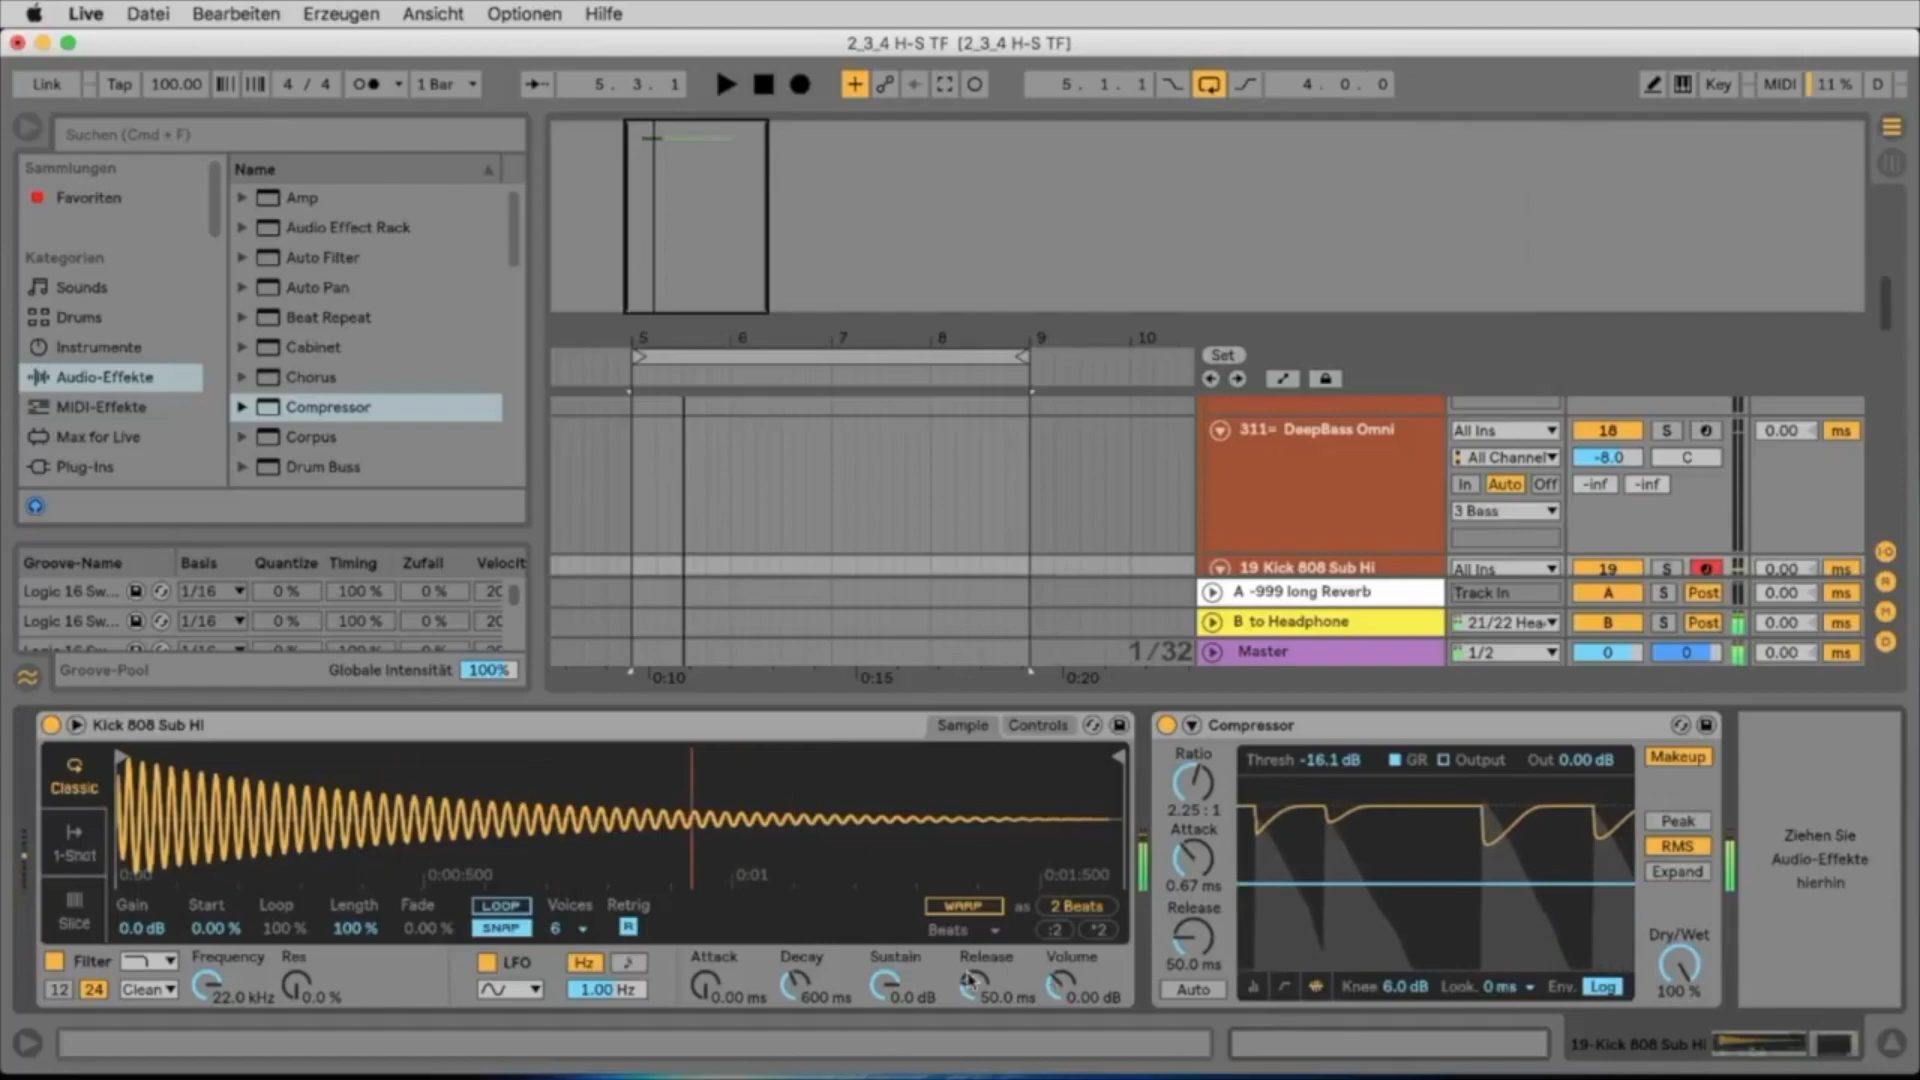 Live Datei Bearbeiten Erzeugen Ansicht Optionen Hilfe
2_3_4 H-S TF [2_3_4 H-S TF]
Link Tap 100.00 4 / 4 1 Bar 5. 3. 1 5. 1. 1 4. 0. 0 Key MIDI 11 % D
Suchen (Cmd + F)
Sammlungen
Favoriten
Kategorien
Sounds
Drums
Instrumente
Audio-Effekte
MIDI-Effekte
Max for Live
Plug-Ins
Name
Amp
Audio Effect Rack
Auto Filter
Auto Pan
Beat Repeat
Cabinet
Chorus
Compressor
Corpus
Drum Buss
Groove-Name Basis Quantize Timing Zufall Velocit
Logic 16 Sw... 1/16 0 % 100 % 0 % 20
Logic 16 Sw... 1/16 0 % 100 % 0 % 20
Groove-Pool Globale Intensität 100%
5 6 7 8 9 10
Set
311= DeepBass Omni All Ins 18 S 0.00 ms
All Channel -8.0 C
In Auto Off -inf -inf
3 Bass
19 Kick 808 Sub Hi All Ins 19 S 0.00 ms
A -999 long Reverb Track In A S Post 0.00 ms
B to Headphone 21/22 Hea B S Post 0.00 ms
1/32 Master 1/2 0 0 0.00 ms
0:10 0:15 0:20
Kick 808 Sub Hi Sample Controls
Classic
1-Shot
Slice
0:00 0:00:500 0:01 0:01:500
Gain Start Loop Length Fade LOOP Voices Retrig WARP as 2 Beats
0.0 dB 0.00 % 100 % 100 % 0.00 % SNAP 6 R Beats :2 *2
Filter Frequency Res LFO Hz Attack Decay Sustain Release Volume
12 24 Clean 22.0 kHz 0.0 % 1.00 Hz 0.00 ms 600 ms 0.0 dB 50.0 ms 0.00 dB
Compressor
Ratio
2.25 : 1
Attack
0.67 ms
Release
50.0 ms
Auto
Thresh -16.1 dB GR Output Out 0.00 dB
Knee 6.0 dB Look. 0 ms Env. Log
Makeup
Peak
RMS
Expand
Dry/Wet
100 %
Ziehen Sie
Audio-Effekte
hierhin
19-Kick 808 Sub Hi